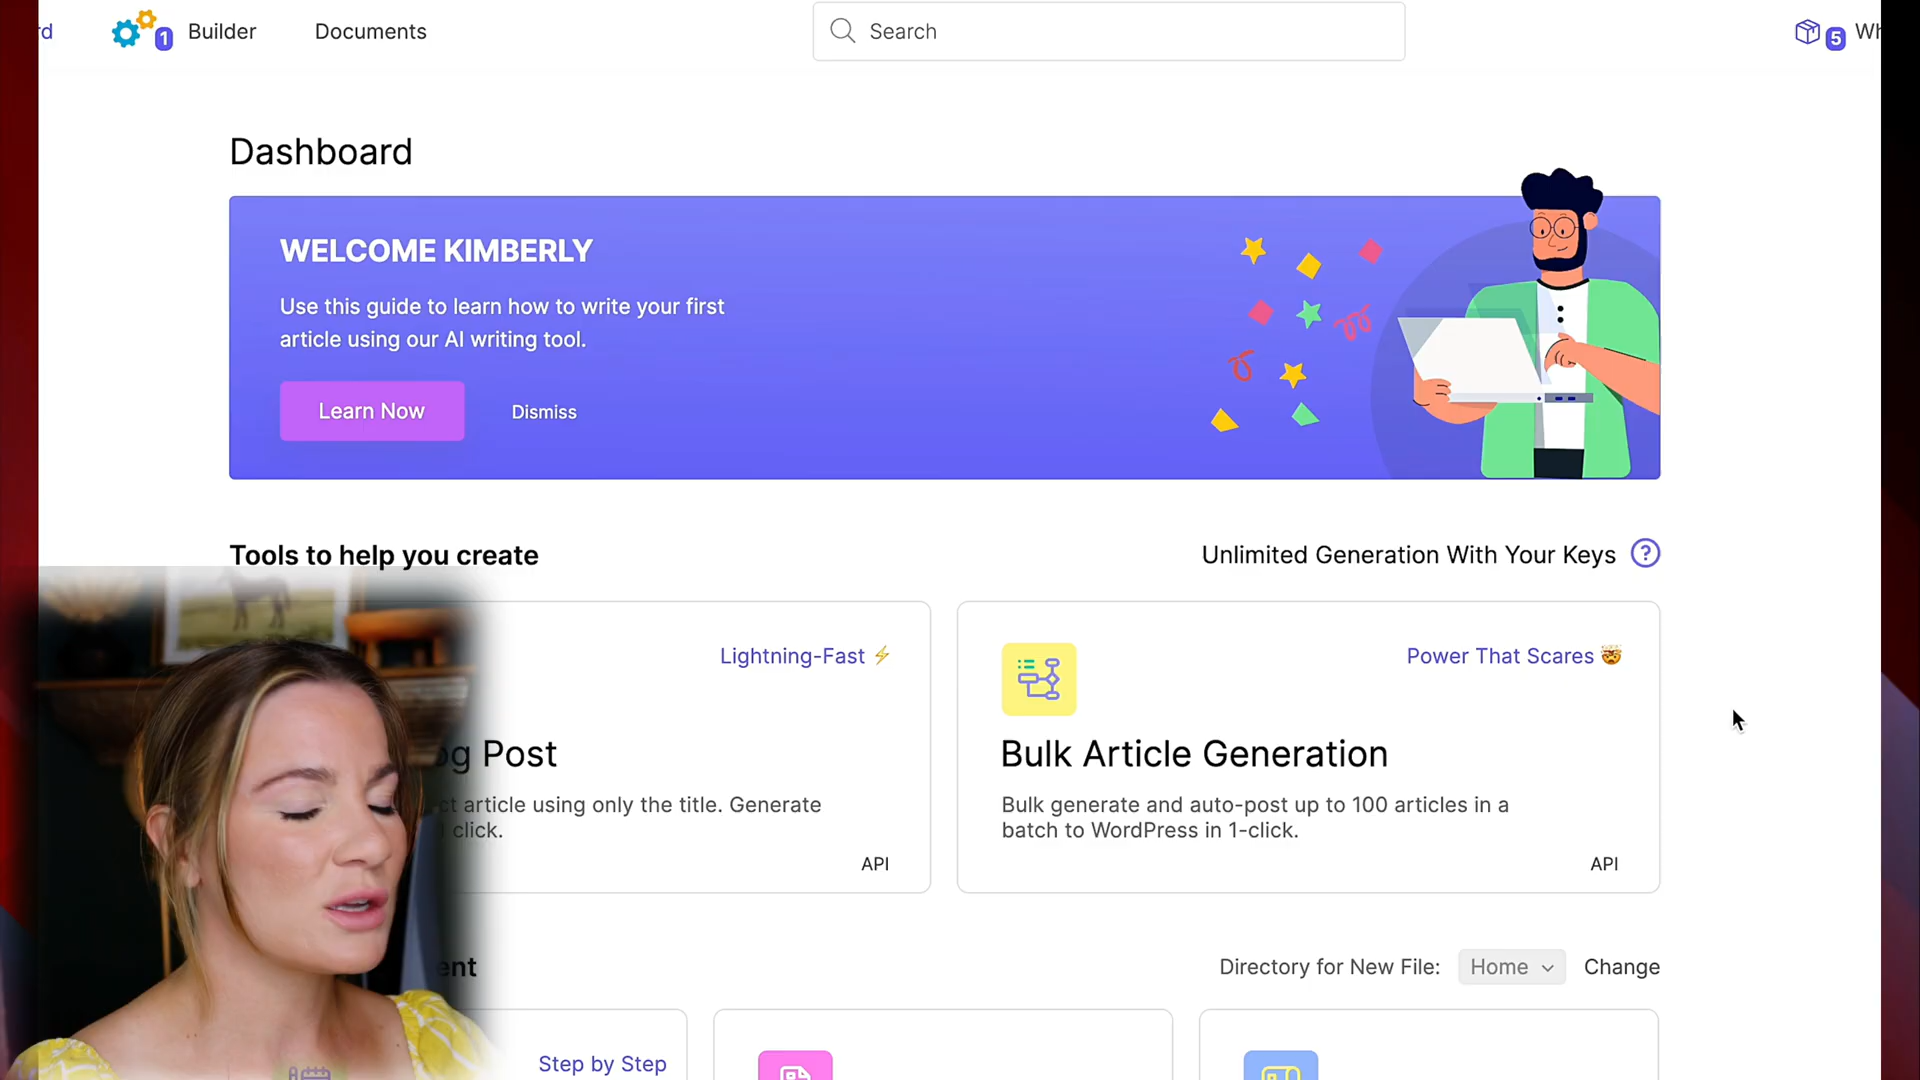 1 Builder Documents Search 5
Dashboard
WELCOME KIMBERLY
Use this guide to learn how to write your first
article using our AI writing tool.
Learn Now Dismiss
Tools to help you create Unlimited Generation With Your Keys ?
Lightning-Fast ⚡ Power That Scares 🤯
Post Bulk Article Generation
article using only the title. Generate Bulk generate and auto-post up to 100 articles in a
click. batch to WordPress in 1-click.
API API
Directory for New File: Home Change
Step by Step